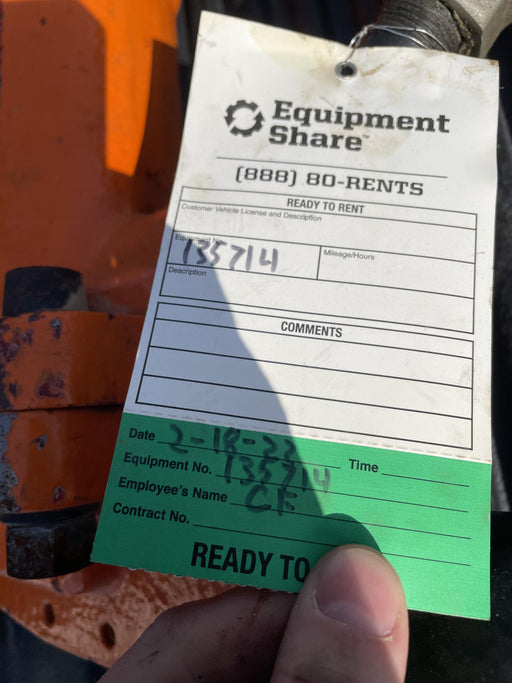 Equipment
Share™
(888) 80-RENTS
READY TO RENT
Customer Vehicle License and Description
Equipment No. 135714 Mileage/Hours
Description
COMMENTS
Date 2-18-22 Time
Equipment No. 135714
Employee's Name CF
Contract No.
READY TO